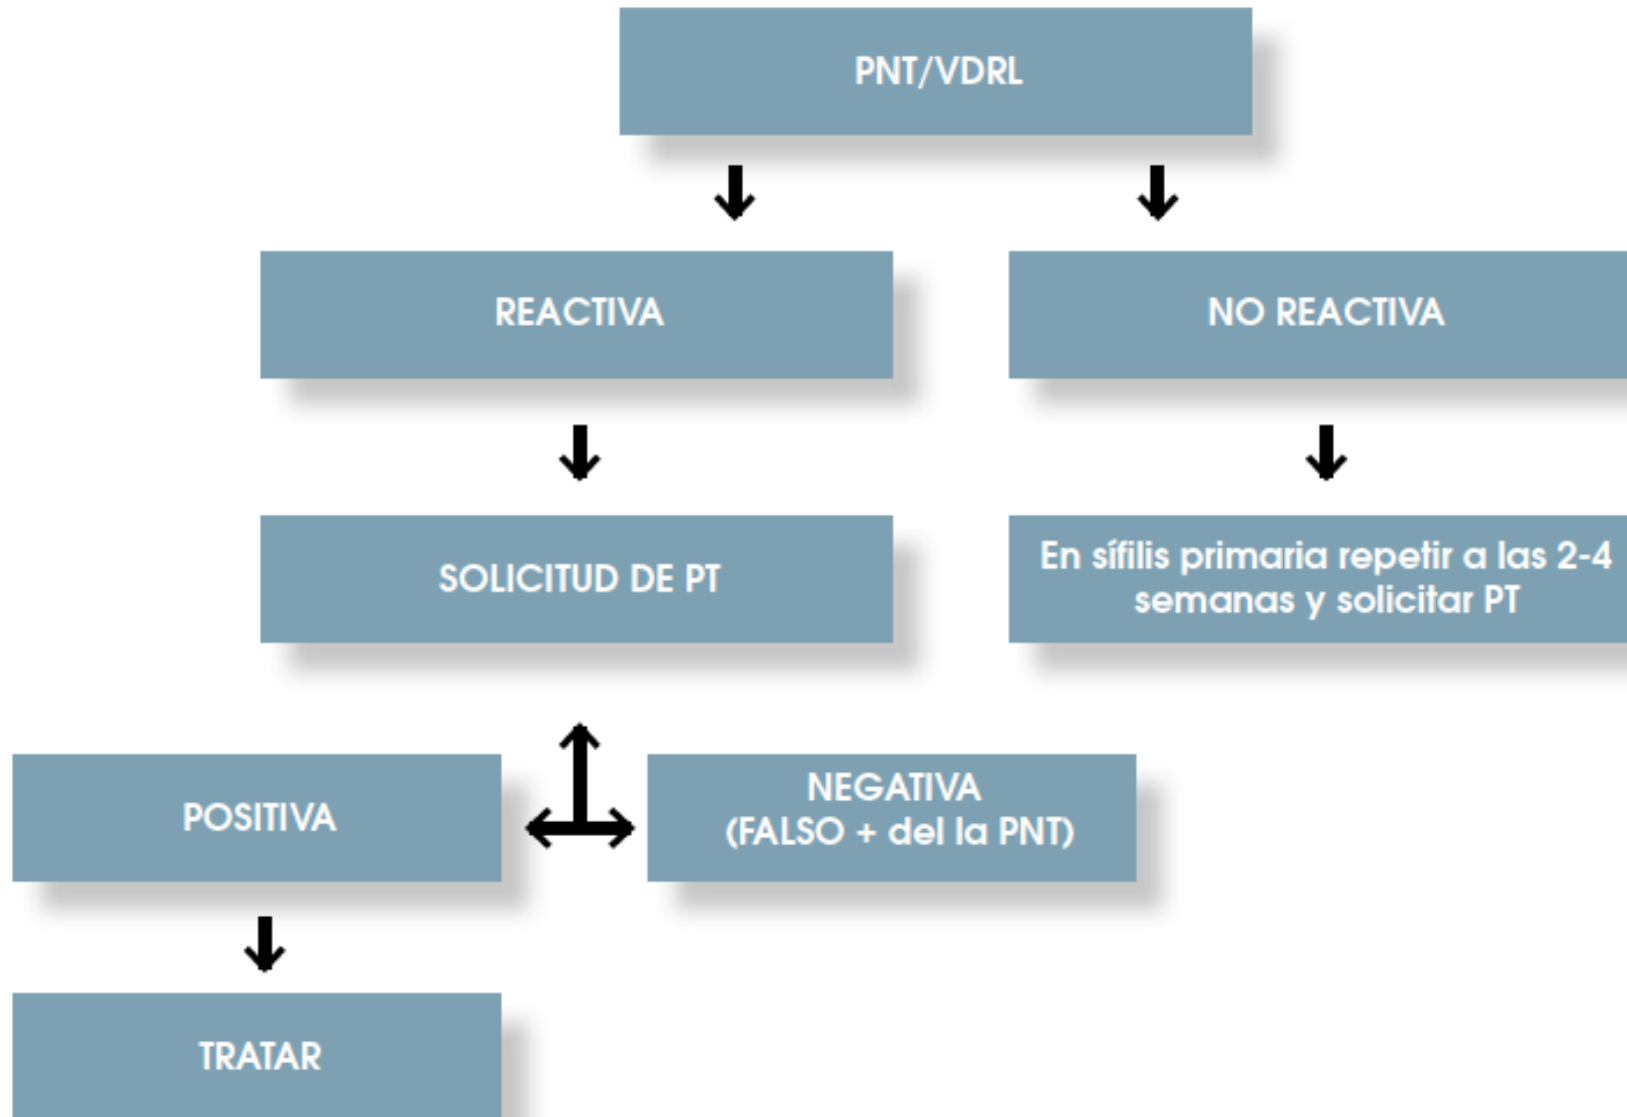 PNT/VDRL
REACTIVA
NO REACTIVA
SOLICITUD DE PT
En sífilis primaria repetir a las 2-4
semanas y solicitar PT
POSITIVA
NEGATIVA
(FALSO + del la PNT)
TRATAR